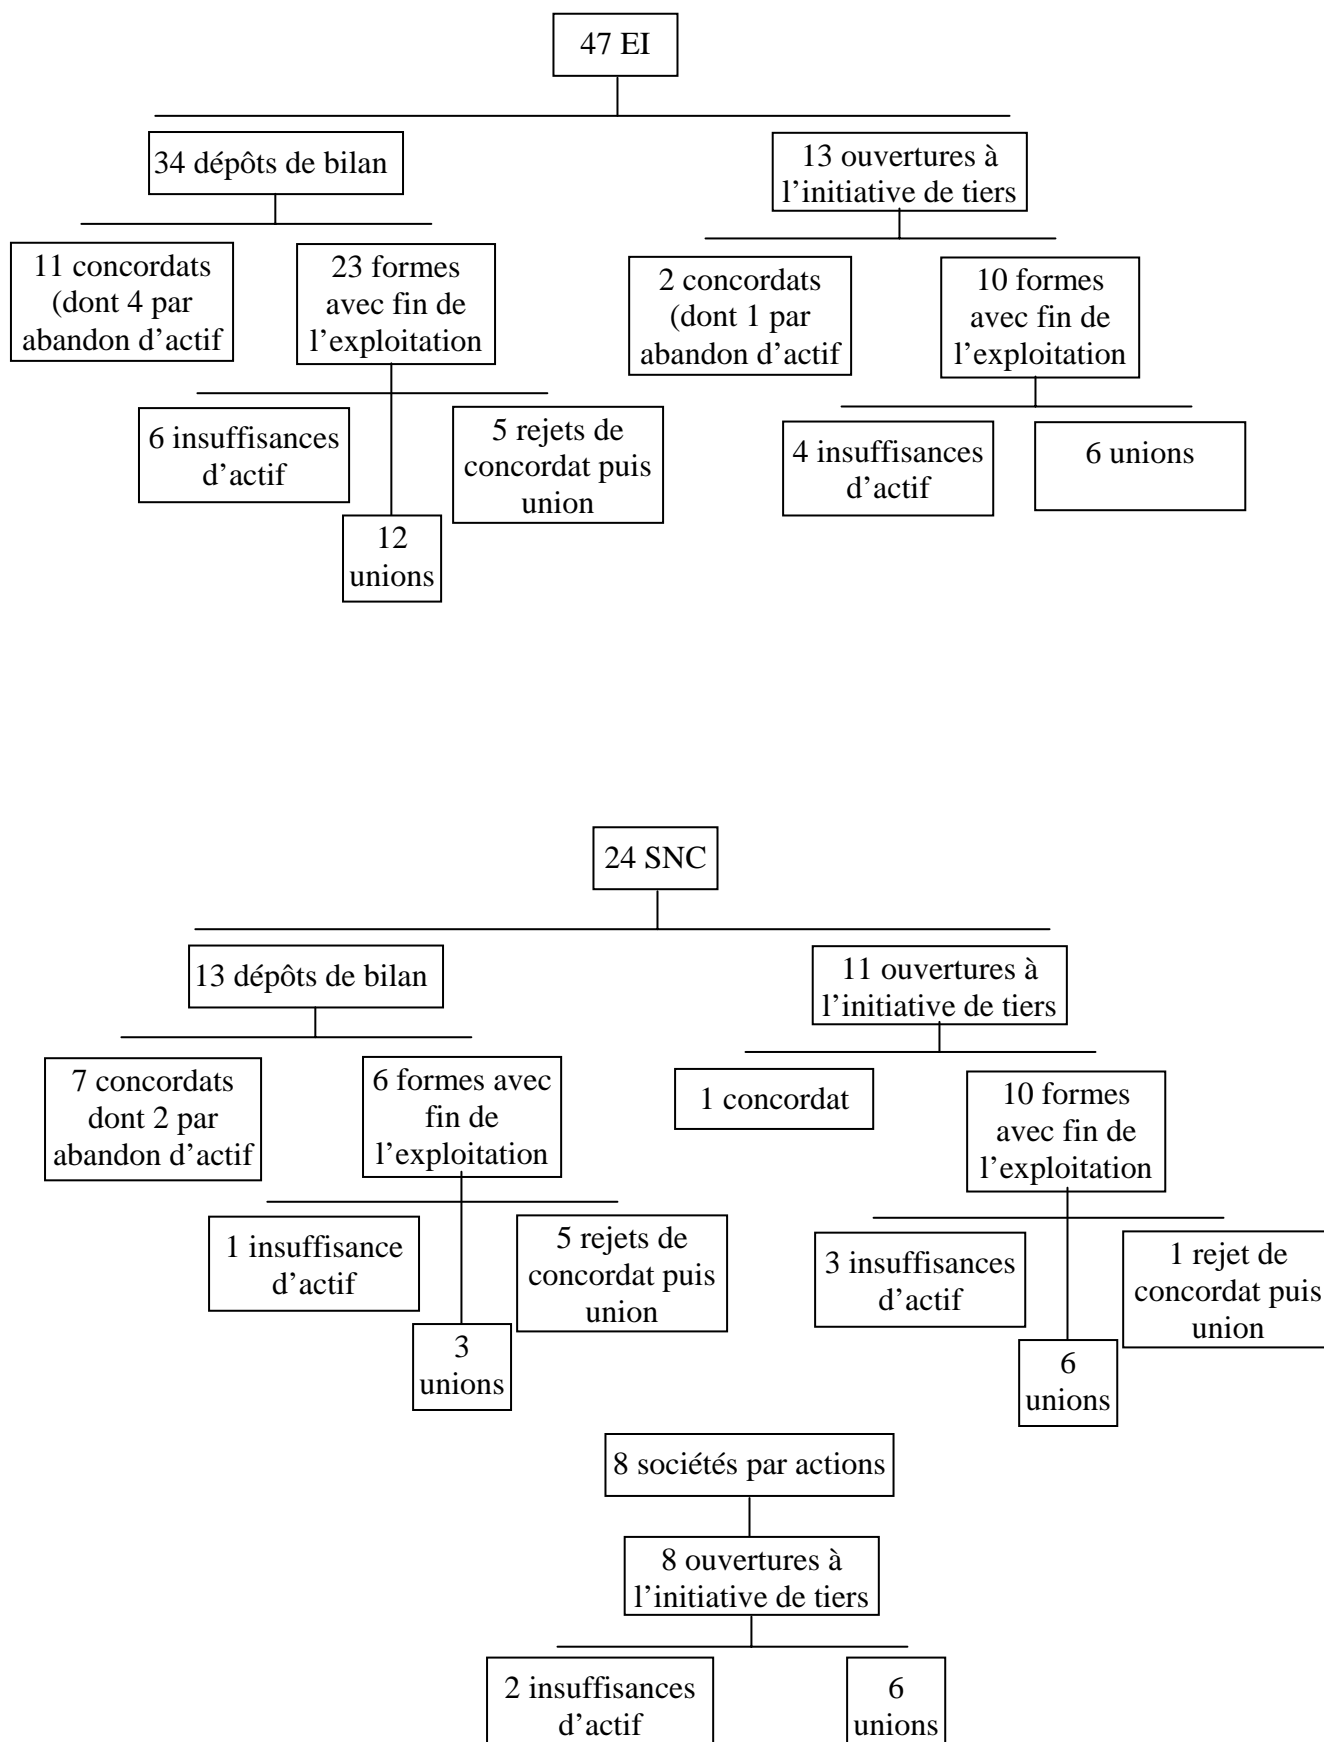 47 EI
34 dépôts de bilan
13 ouvertures à
l’initiative de tiers
11 concordats
(dont 4 par
abandon d’actif
23 formes
avec fin de
l’exploitation
2 concordats
(dont 1 par
abandon d’actif
10 formes
avec fin de
l’exploitation
6 insuffisances
d’actif
5 rejets de
concordat puis
union
4 insuffisances
d’actif
6 unions
12
unions
24 SNC
13 dépôts de bilan
11 ouvertures à
l’initiative de tiers
7 concordats
dont 2 par
abandon d’actif
6 formes avec
fin de
l’exploitation
1 concordat
10 formes
avec fin de
l’exploitation
1 insuffisance
d’actif
5 rejets de
concordat puis
union
3 insuffisances
d’actif
1 rejet de
concordat puis
union
3
unions
6
unions
8 sociétés par actions
8 ouvertures à
l’initiative de tiers
2 insuffisances
d’actif
6
unions